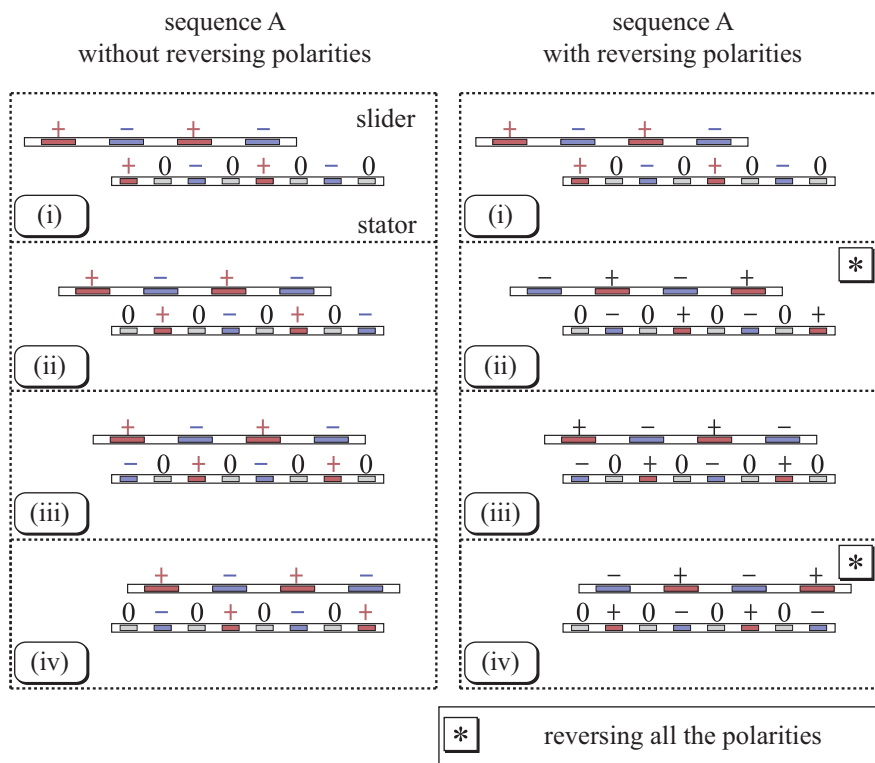 sequence A
without reversing polarities
+ − + −
slider
+ 0 − 0 + 0 − 0
(i)
stator
+ − + −
0 + 0 − 0 + 0 −
(ii)
+ − + −
− 0 + 0 − 0 + 0
(iii)
+ − + −
0 − 0 + 0 − 0 +
(iv)
sequence A
with reversing polarities
+ − + −
+ 0 − 0 + 0 − 0
(i)
*
− + − +
0 − 0 + 0 − 0 +
(ii)
+ − + −
− 0 + 0 − 0 + 0
(iii)
*
− + − +
0 + 0 − 0 + 0 −
(iv)
* reversing all the polarities